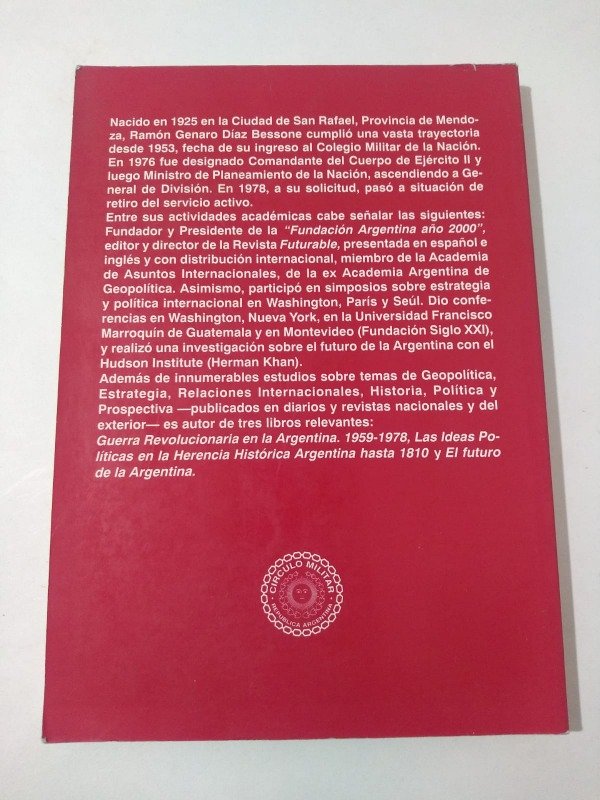 Nacido en 1925 en la Ciudad de San Rafael, Provincia de Mendo-
za, Ramón Genaro Díaz Bessone cumplió una vasta trayectoria
desde 1953, fecha de su ingreso al Colegio Militar de la Nación.
En 1976 fue designado Comandante del Cuerpo de Ejército II y
luego Ministro de Planeamiento de la Nación, ascendiendo a Ge-
neral de División. En 1978, a su solicitud, pasó a situación de
retiro del servicio activo.
Entre sus actividades académicas cabe señalar las siguientes:
Fundador y Presidente de la "Fundación Argentina año 2000",
editor y director de la Revista Futurable, presentada en español e
inglés y con distribución internacional, miembro de la Academia
de Asuntos Internacionales, de la ex Academia Argentina de
Geopolítica. Asimismo, participó en simposios sobre estrategia
y política internacional en Washington, París y Seúl. Dio confe-
rencias en Washington, Nueva York, en la Universidad Francisco
Marroquín de Guatemala y en Montevideo (Fundación Siglo XXI),
y realizó una investigación sobre el futuro de la Argentina con el
Hudson Institute (Herman Khan).
Además de innumerables estudios sobre temas de Geopolítica,
Estrategia, Relaciones Internacionales, Historia, Política y
Prospectiva —publicados en diarios y revistas nacionales y del
exterior— es autor de tres libros relevantes:
Guerra Revolucionaria en la Argentina. 1959-1978, Las Ideas Po-
líticas en la Herencia Histórica Argentina hasta 1810 y El futuro
de la Argentina.
CIRCULO MILITAR
REPUBLICA ARGENTINA